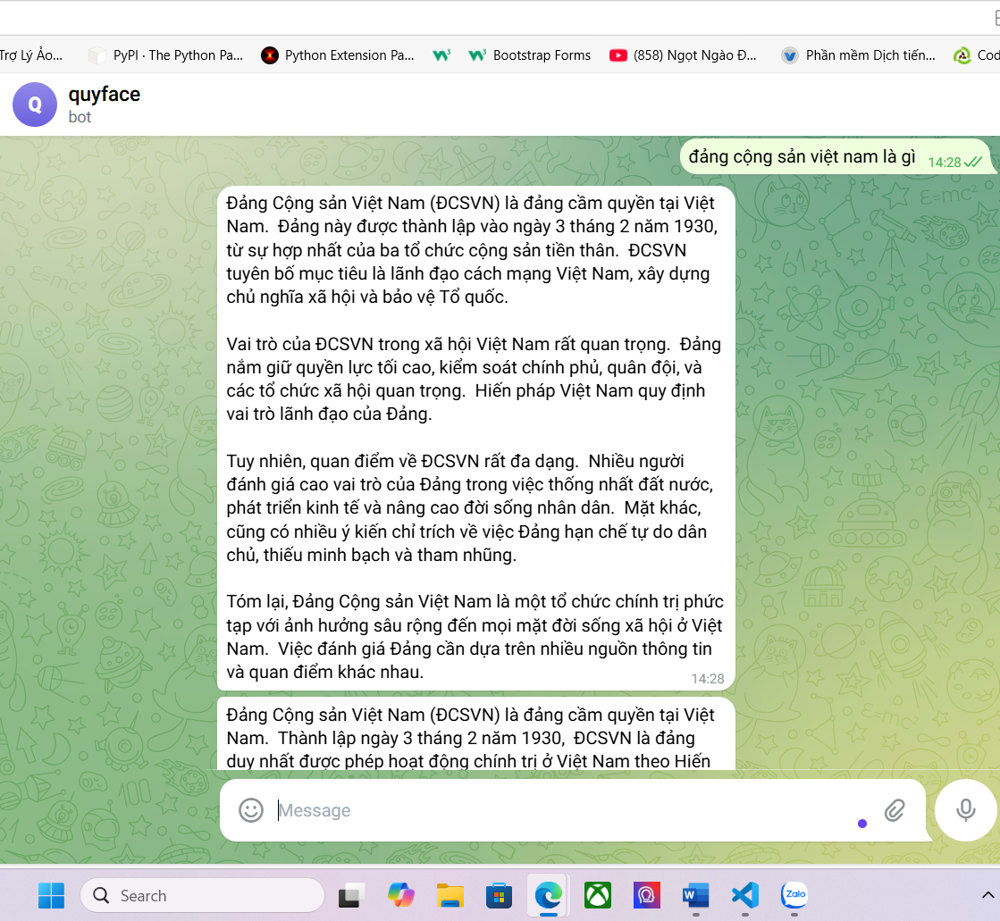 Trợ Lý Ảo... PyPI · The Python Pa... Python Extension Pa... Bootstrap Forms (858) Ngọt Ngào Đ... Phần mềm Dịch tiến... Cod
Q
quyface
bot
đảng cộng sản việt nam là gì 14:28
Đảng Cộng sản Việt Nam (ĐCSVN) là đảng cầm quyền tại Việt
Nam. Đảng này được thành lập vào ngày 3 tháng 2 năm 1930,
từ sự hợp nhất của ba tổ chức cộng sản tiền thân. ĐCSVN
tuyên bố mục tiêu là lãnh đạo cách mạng Việt Nam, xây dựng
chủ nghĩa xã hội và bảo vệ Tổ quốc.
Vai trò của ĐCSVN trong xã hội Việt Nam rất quan trọng. Đảng
nắm giữ quyền lực tối cao, kiểm soát chính phủ, quân đội, và
các tổ chức xã hội quan trọng. Hiến pháp Việt Nam quy định
vai trò lãnh đạo của Đảng.
Tuy nhiên, quan điểm về ĐCSVN rất đa dạng. Nhiều người
đánh giá cao vai trò của Đảng trong việc thống nhất đất nước,
phát triển kinh tế và nâng cao đời sống nhân dân. Mặt khác,
cũng có nhiều ý kiến chỉ trích về việc Đảng hạn chế tự do dân
chủ, thiếu minh bạch và tham nhũng.
Tóm lại, Đảng Cộng sản Việt Nam là một tổ chức chính trị phức
tạp với ảnh hưởng sâu rộng đến mọi mặt đời sống xã hội ở Việt
Nam. Việc đánh giá Đảng cần dựa trên nhiều nguồn thông tin
và quan điểm khác nhau.
14:28
Đảng Cộng sản Việt Nam (ĐCSVN) là đảng cầm quyền tại Việt
Nam. Thành lập ngày 3 tháng 2 năm 1930, ĐCSVN là đảng
duy nhất được phép hoạt động chính trị ở Việt Nam theo Hiến
Message
Search
Zalo